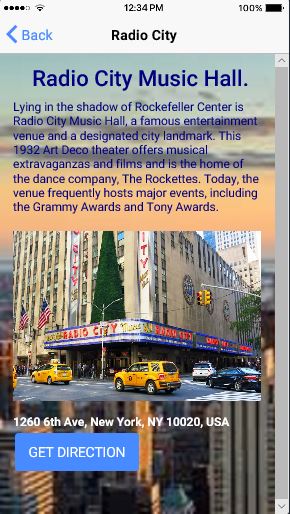 12:34 PM
100%
Back
Radio City
Radio City Music Hall.
Lying in the shadow of Rockefeller Center is
Radio City Music Hall, a famous entertainment
venue and a designated city landmark. This
1932 Art Deco theater offers musical
extravaganzas and films and is the home of
the dance company, The Rockettes. Today, the
venue frequently hosts major events, including
the Grammy Awards and Tony Awards.
CITY
RADIO CITY
1260 6th Ave, New York, NY 10020, USA
GET DIRECTION